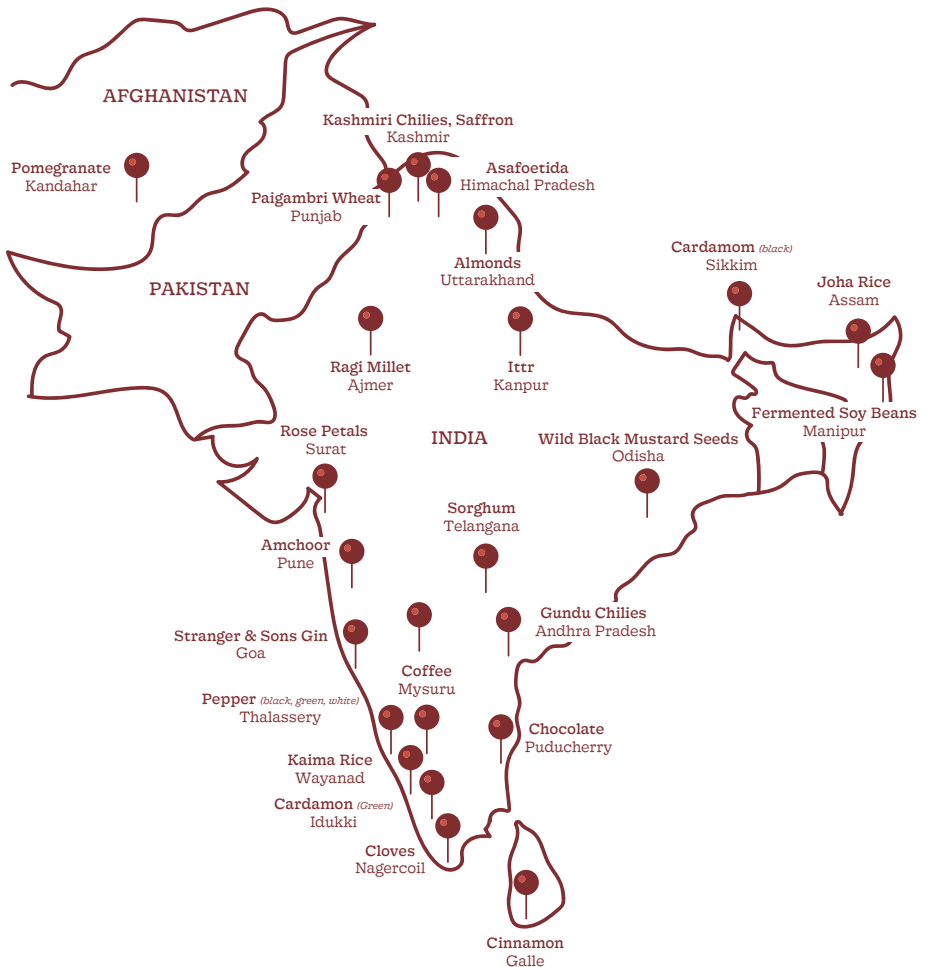 AFGHANISTAN
Kashmiri Chilies, Saffron
Kashmir
Pomegranate
Kandahar
Asafoetida
Himachal Pradesh
Paigambri Wheat
Punjab
Cardamom (black)
Sikkim
Almonds
Uttarakhand
Joha Rice
Assam
PAKISTAN
Ragi Millet
Ajmer
Ittr
Kanpur
Fermented Soy Beans
Manipur
Rose Petals
Surat
INDIA
Wild Black Mustard Seeds
Odisha
Sorghum
Telangana
Amchoor
Pune
Gundu Chilies
Andhra Pradesh
Stranger & Sons Gin
Goa
Coffee
Mysuru
Pepper (black, green, white)
Thalassery
Chocolate
Puducherry
Kaima Rice
Wayanad
Cardamon (Green)
Idukki
Cloves
Nagercoil
Cinnamon
Galle